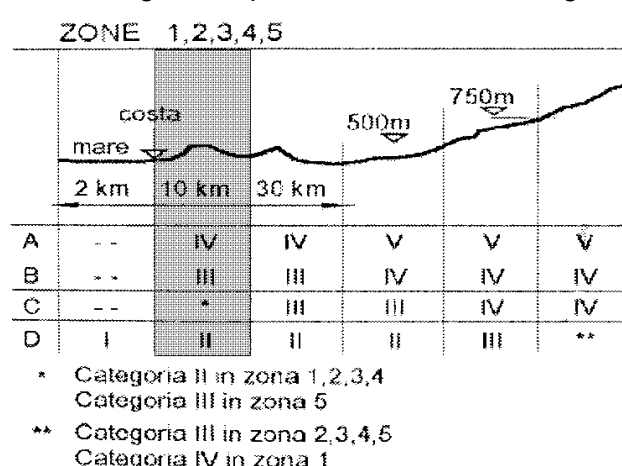 ZONE 1,2,3,4,5
costa
mare
500m
750m
2 km 10 km 30 km
A -- IV IV V V V
B -- III III IV IV IV
C -- * III III IV IV
D I II II II III **
* Categoria II in zona 1,2,3,4
Categoria III in zona 5
** Categoria III in zona 2,3,4,5
Categoria IV in zona 1